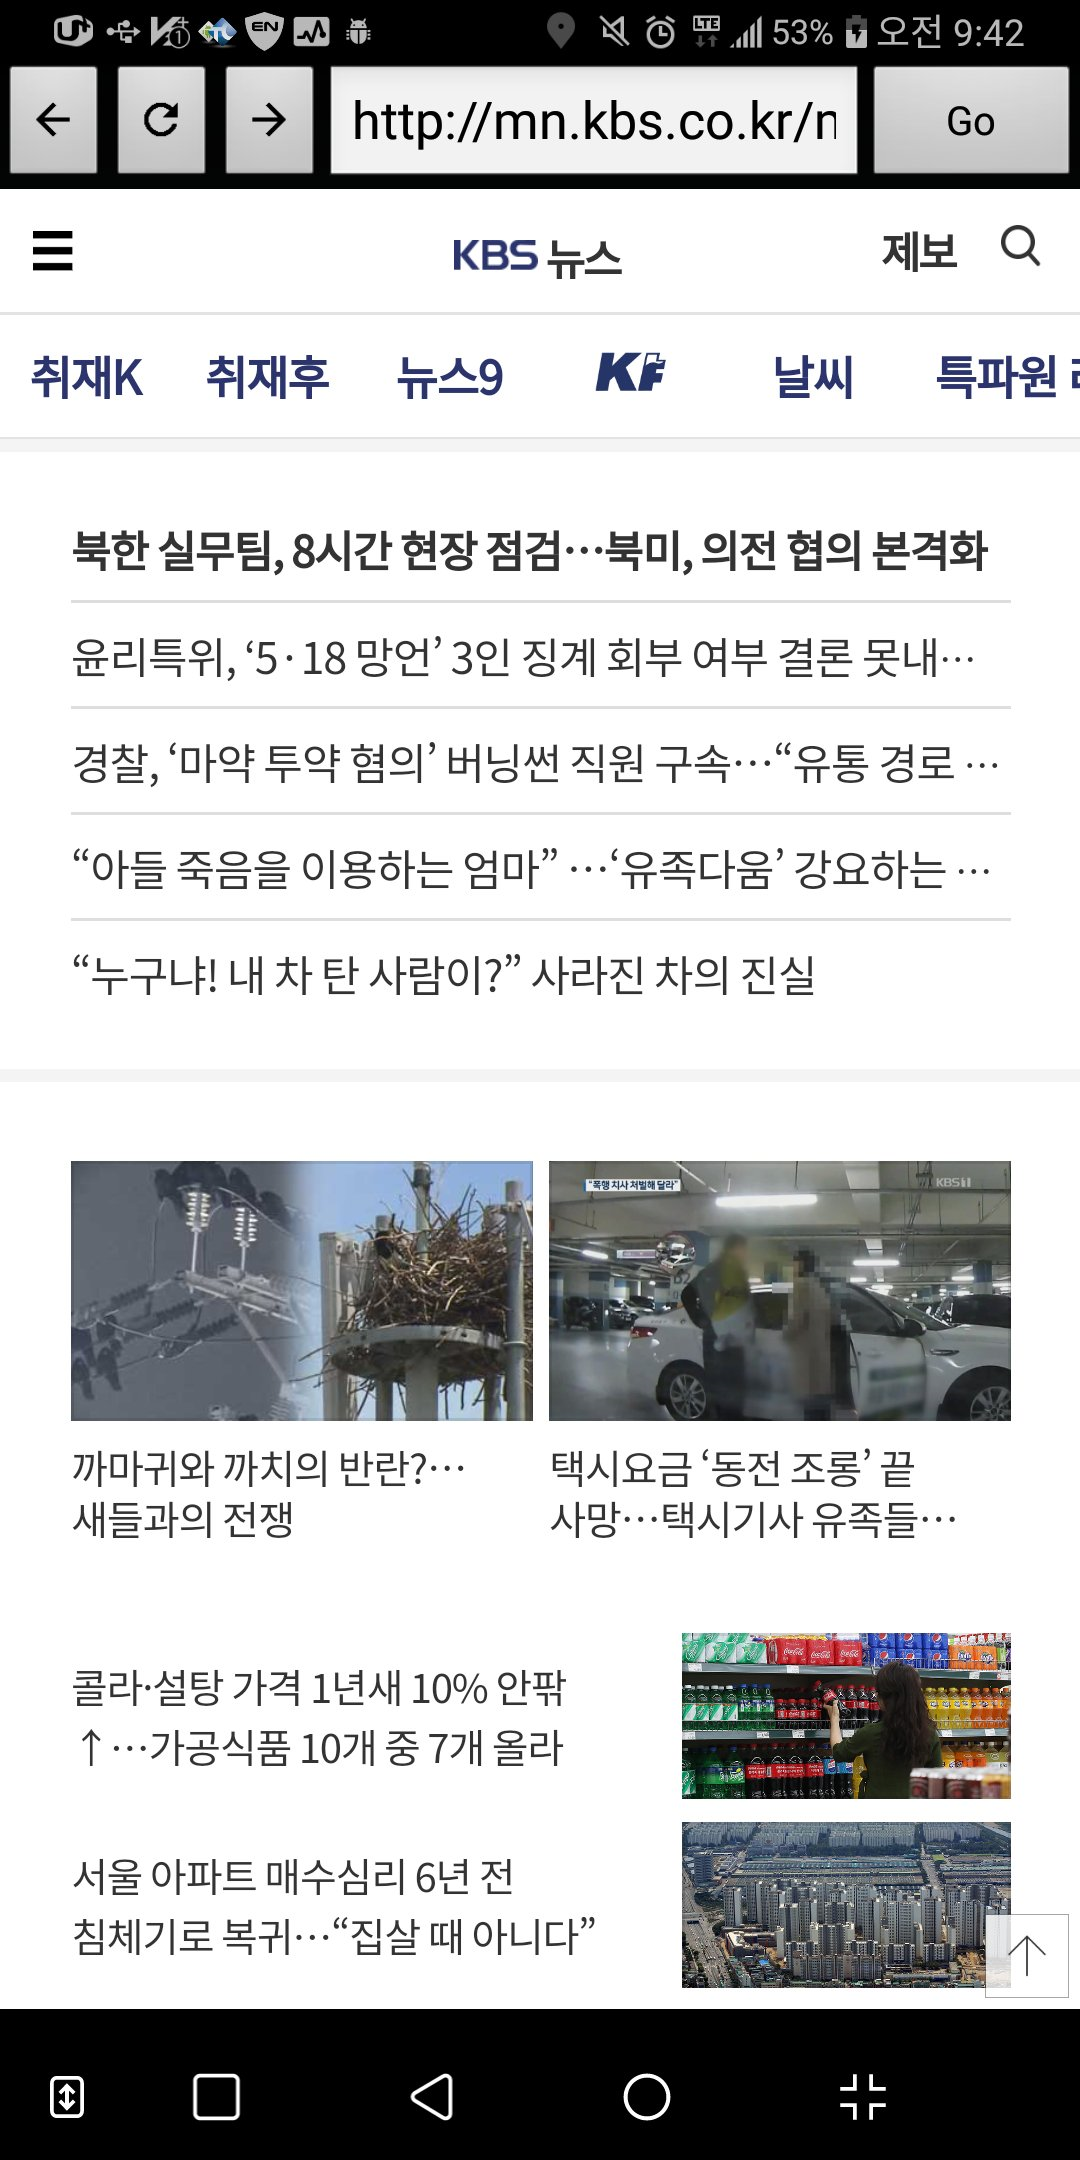 EN
LTE
53%
오전 9:42
http://mn.kbs.co.kr/n
Go
KBS 뉴스
제보
취재K
취재후
뉴스9
KF
날씨
특파원
북한 실무팀, 8시간 현장 점검…북미, 의전 협의 본격화
윤리특위, ‘5·18 망언’ 3인 징계 회부 여부 결론 못내…
경찰, ‘마약 투약 혐의’ 버닝썬 직원 구속…“유통 경로 …
“아들 죽음을 이용하는 엄마” …‘유족다움’ 강요하는 …
“누구냐! 내 차 탄 사람이?” 사라진 차의 진실
“폭행 치사 처벌해 달라”
KBS1
까마귀와 까치의 반란?…
새들과의 전쟁
택시요금 ‘동전 조롱’ 끝
사망…택시기사 유족들…
콜라·설탕 가격 1년새 10% 안팎
↑…가공식품 10개 중 7개 올라
서울 아파트 매수심리 6년 전
침체기로 복귀…“집살 때 아니다”